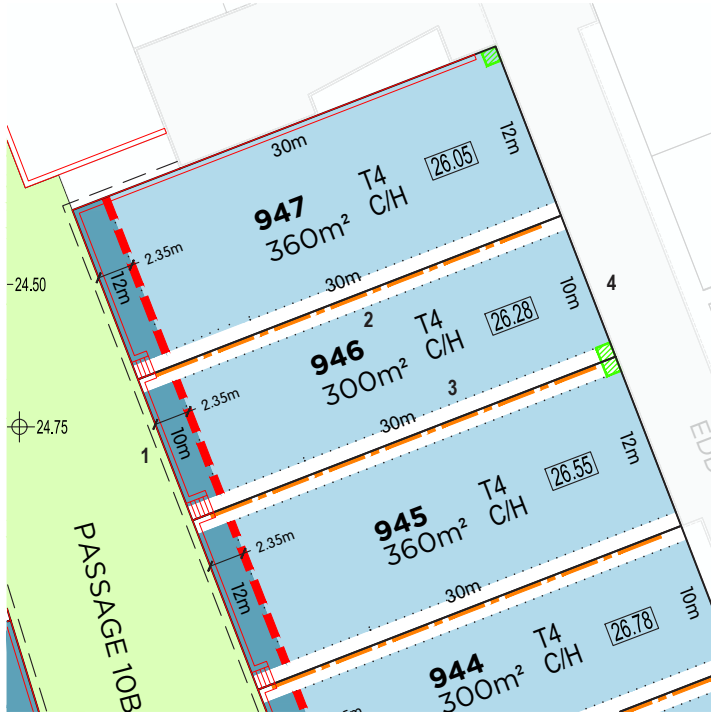 30m
12m
26.05
T4
C/H
947
360m²
2.35m
12m
24.50
30m
10m
4
2
T4
26.28
C/H
946
300m²
3
2.35m
24.75
10m
30m
1
12m
26.55
T4
C/H
945
360m²
2.35m
12m
30m
10m
PASSAGE 10B
26.78
T4
C/H
944
300m²